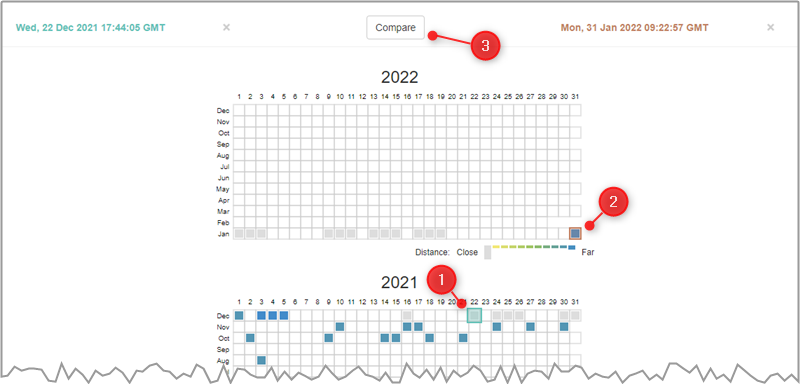 Wed, 22 Dec 2021 17:44:05 GMT × Compare Mon, 31 Jan 2022 09:22:57 GMT ×
3
2022
1 2 3 4 5 6 7 8 9 10 11 12 13 14 15 16 17 18 19 20 21 22 23 24 25 26 27 28 29 30 31
Dec
Nov
Oct
Sep
Aug
Jul
Jun
May
Apr
Mar
2
Feb
Jan
Distance: Close Far
1
2021
1 2 3 4 5 6 7 8 9 10 11 12 13 14 15 16 17 18 19 20 21 22 23 24 25 26 27 28 29 30 31
Dec
Nov
Oct
Sep
Aug